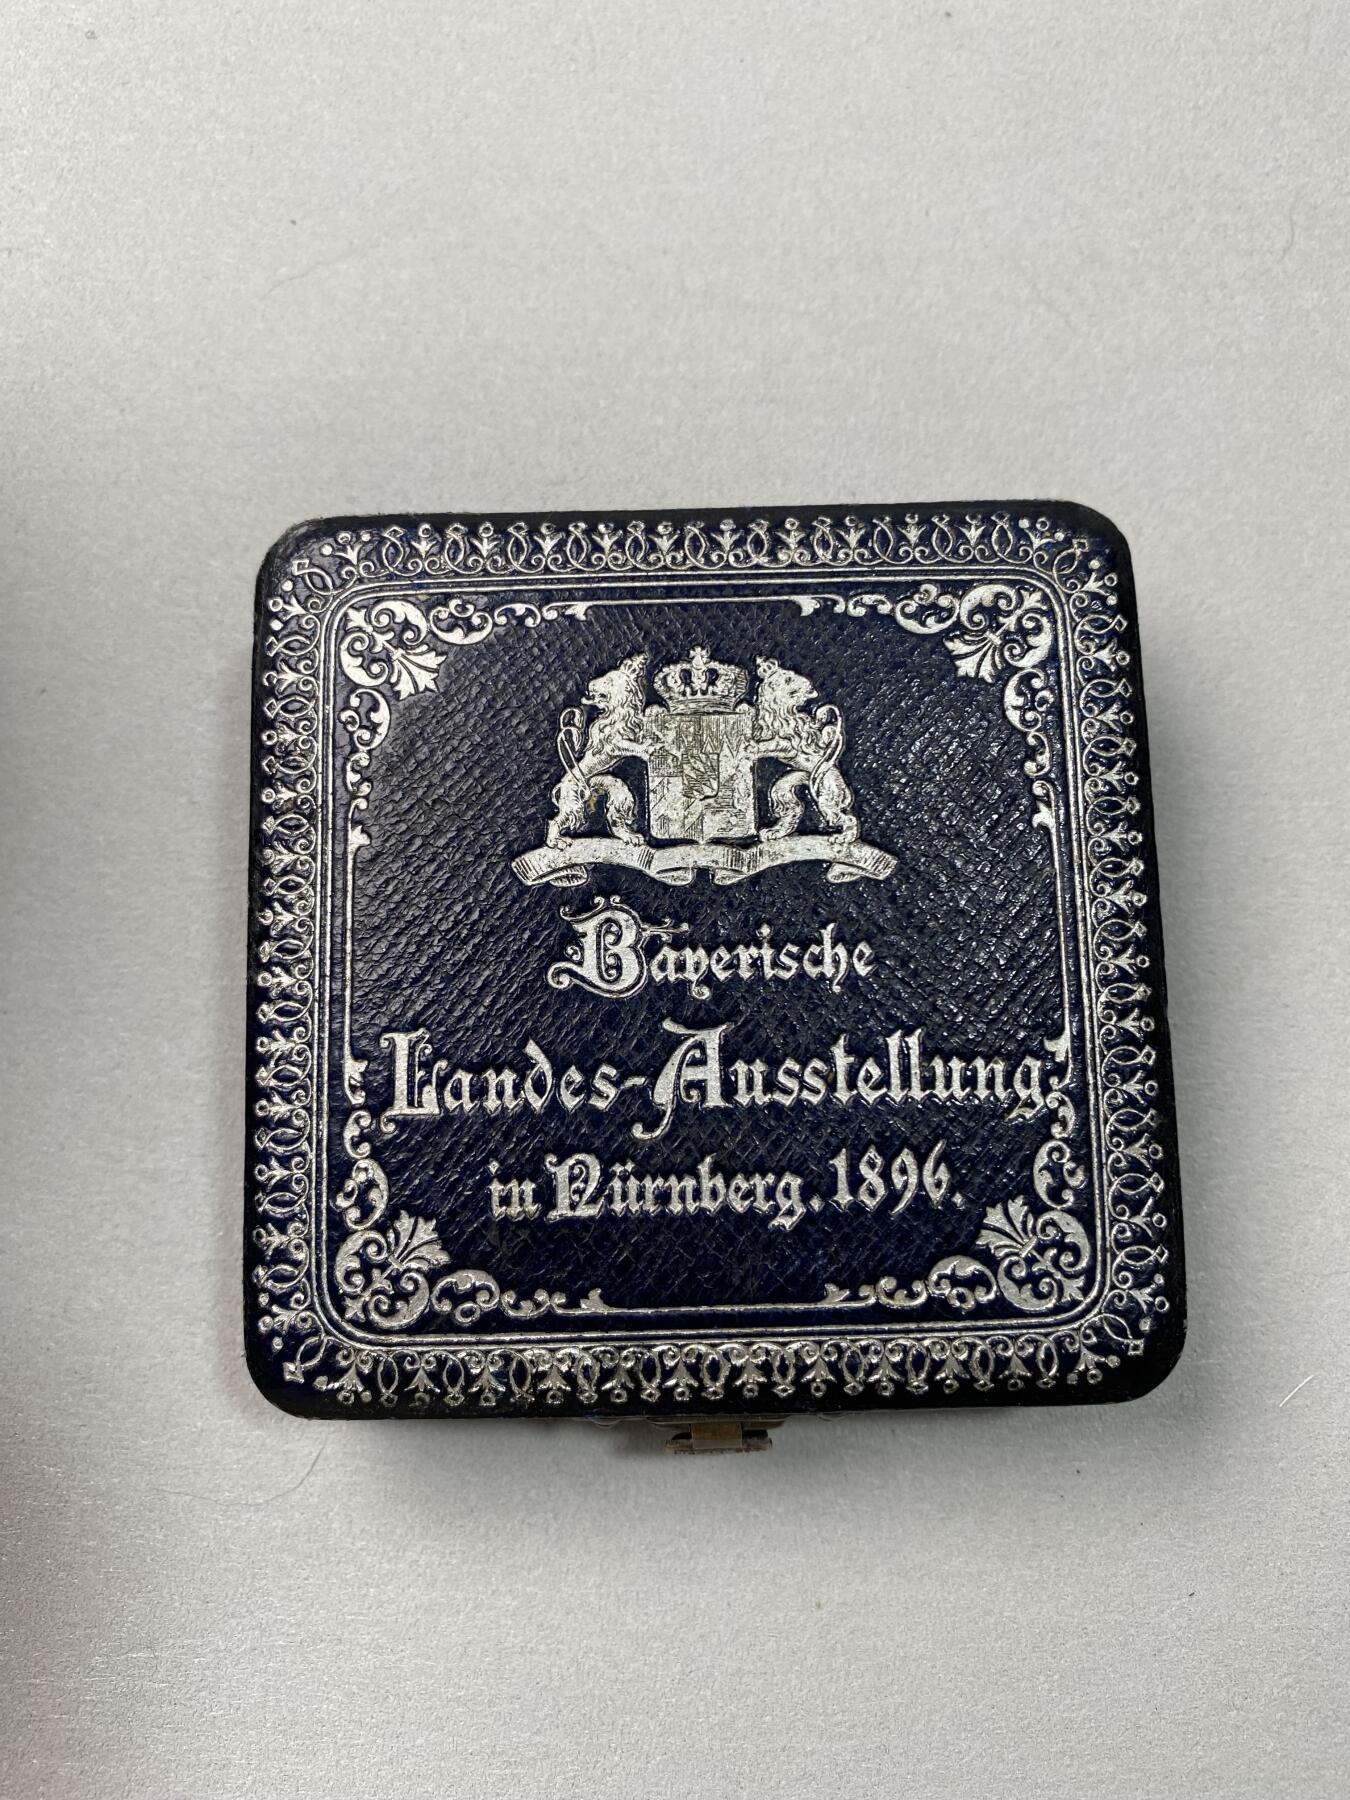 Bayerische
Landes-Ausstellung
in Nürnberg. 1896.